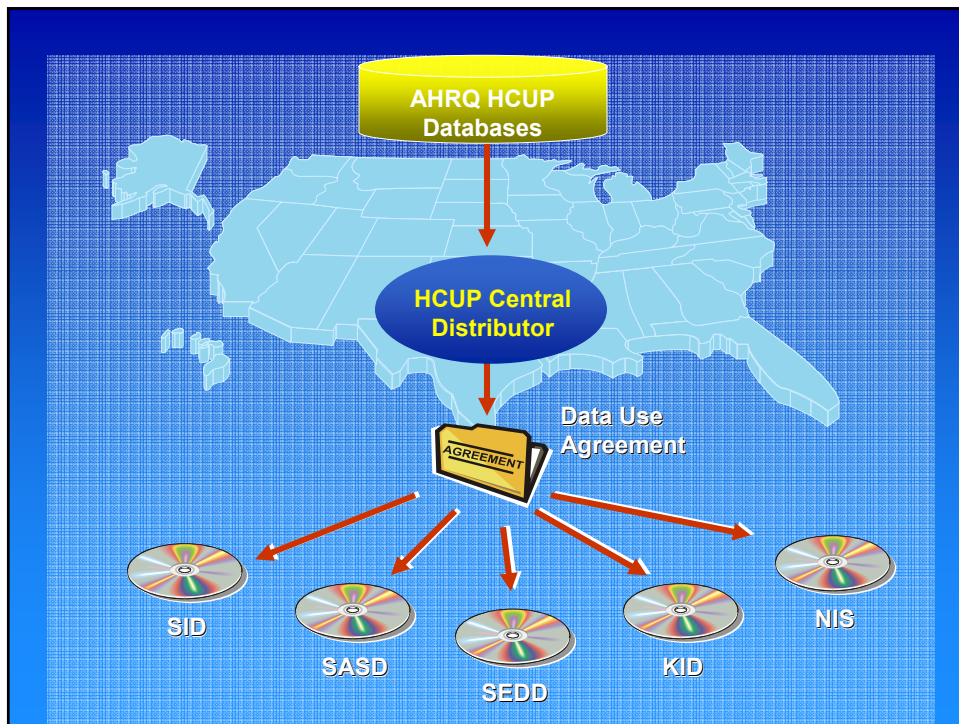 AHRQ HCUP
Databases
HCUP Central
Distributor
Data Use
Agreement
AGREEMENT
SID
SASD
SEDD
KID
NIS